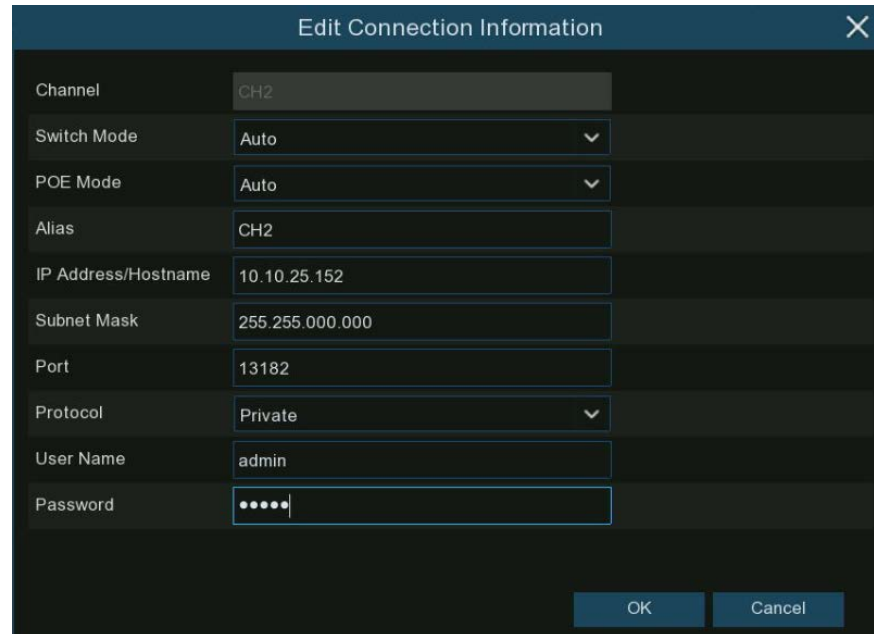 Edit Connection Information
Channel CH2
Switch Mode Auto
POE Mode Auto
Alias CH2
IP Address/Hostname 10.10.25.152
Subnet Mask 255.255.000.000
Port 13182
Protocol Private
User Name admin
Password •••••
OK Cancel